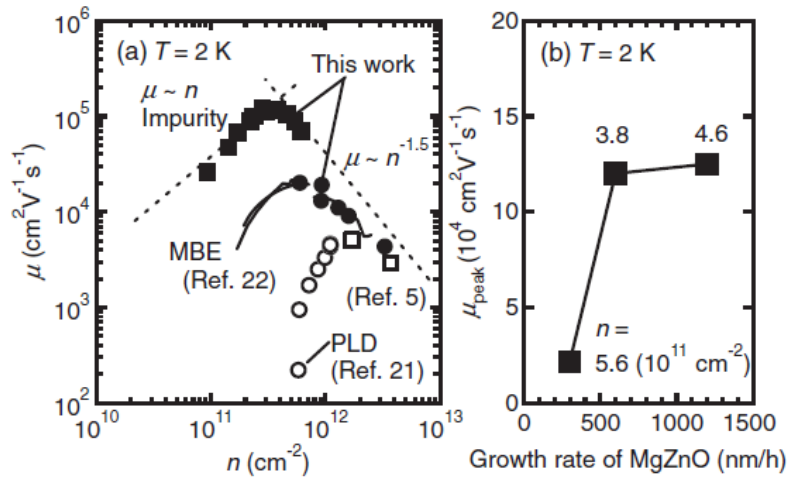 (a) T = 2 K
μ ~ n
Impurity
This work
μ ~ n^-1.5
MBE
(Ref. 22)
(Ref. 5)
PLD
(Ref. 21)
μ (cm^2V^-1s^-1)
10^6
10^5
10^4
10^3
10^2
10^10
10^11
10^12
10^13
n (cm^-2)
(b) T = 2 K
3.8
4.6
n =
5.6 (10^11 cm^-2)
μ_peak (10^4 cm^2V^-1s^-1)
20
15
10
5
0
0
500
1000
1500
Growth rate of MgZnO (nm/h)